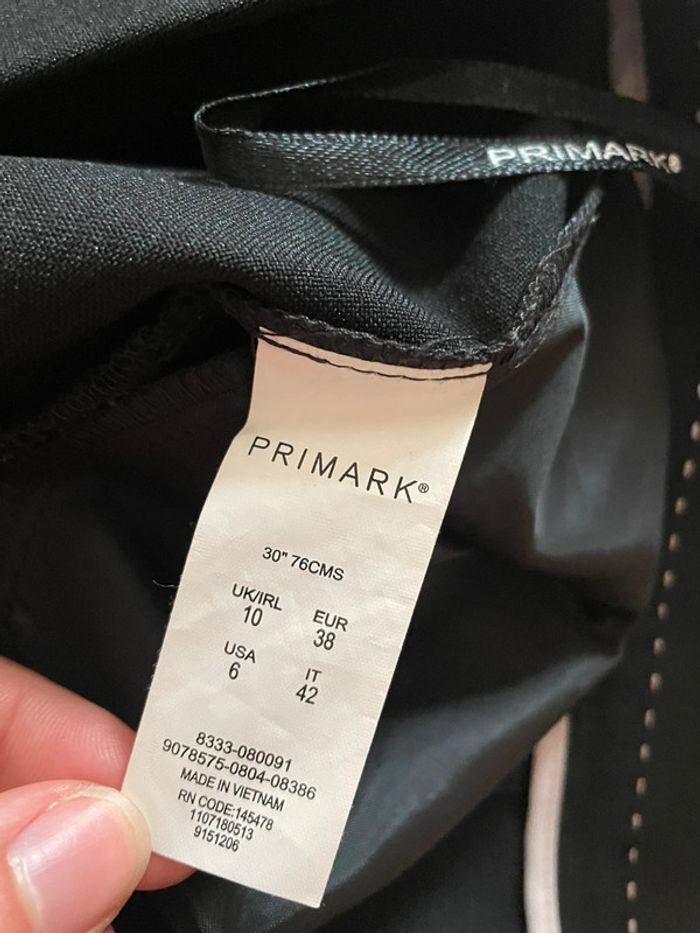 PRIMARK®
PRIMARK®
30" 76CMS
UK/IRL EUR
10 38
USA IT
6 42
8333-080091
9078575-0804-08386
MADE IN VIETNAM
RN CODE:145478
1107180513
9151206